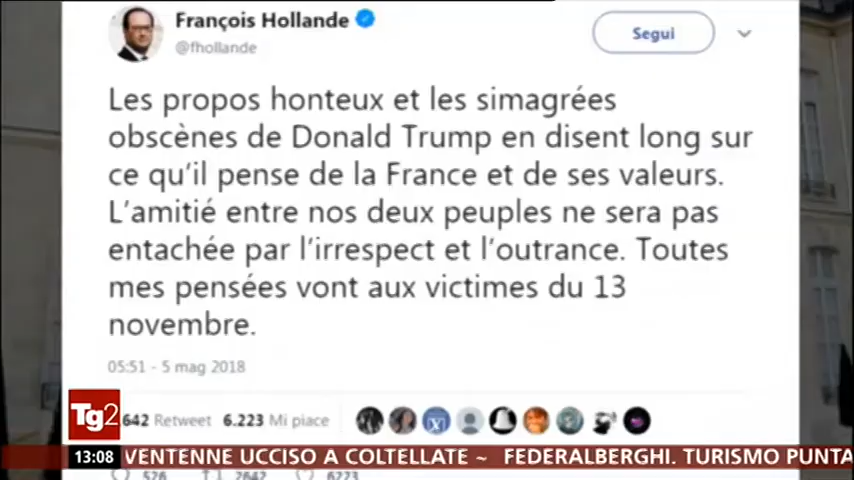 François Hollande
@fhollande
Segui
Les propos honteux et les simagrées
obscènes de Donald Trump en disent long sur
ce qu'il pense de la France et de ses valeurs.
L'amitié entre nos deux peuples ne sera pas
entachée par l'irrespect et l'outrance. Toutes
mes pensées vont aux victimes du 13
novembre.
05:51 - 5 mag 2018
.642 Retweet 6.223 Mi piace
Tg2
13:08 VENTENNE UCCISO A COLTELLATE ~ FEDERALBERGHI. TURISMO PUNTA
526 2642 6223